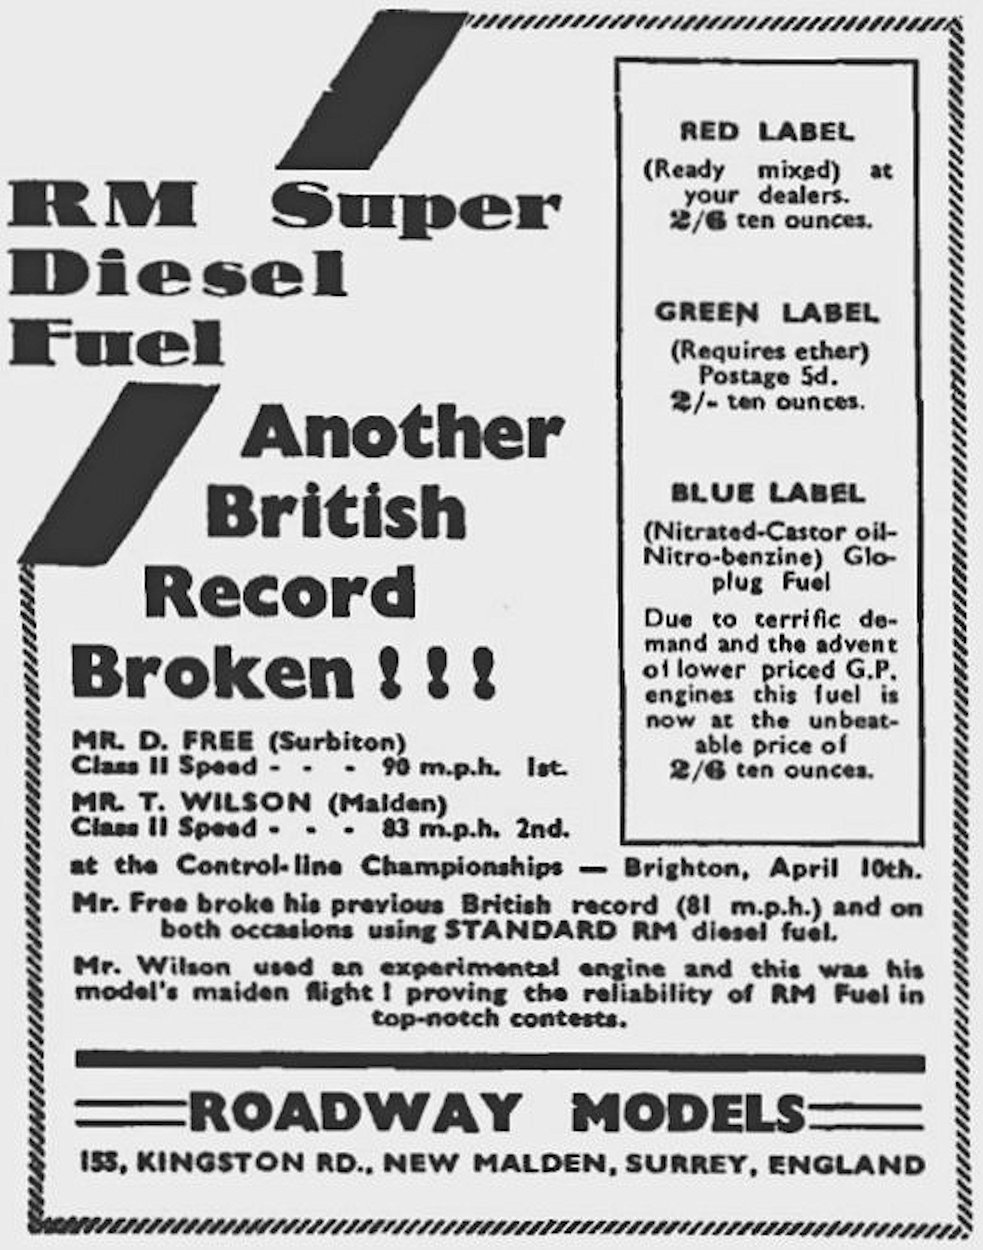 RM Super
Diesel
Fuel
Another
British
Record
Broken ! ! !
MR. D. FREE (Surbiton)
Class II Speed - - - 90 m.p.h. 1st.
MR. T. WILSON (Malden)
Class II Speed - - - 83 m.p.h. 2nd.
RED LABEL
(Ready mixed) at
your dealers.
2/6 ten ounces.
GREEN LABEL
(Requires ether)
Postage 5d.
2/- ten ounces.
BLUE LABEL
(Nitrated-Castor oil-
Nitro-benzine) Glo-
plug Fuel
Due to terrific de-
mand and the advent
of lower priced G.P.
engines this fuel is
now at the unbeat-
able price of
2/6 ten ounces.
at the Control-line Championships — Brighton, April 10th.
Mr. Free broke his previous British record (81 m.p.h.) and on
both occasions using STANDARD RM diesel fuel.
Mr. Wilson used an experimental engine and this was his
model's maiden flight ! proving the reliability of RM Fuel in
top-notch contests.
ROADWAY MODELS
155, KINGSTON RD., NEW MALDEN, SURREY, ENGLAND